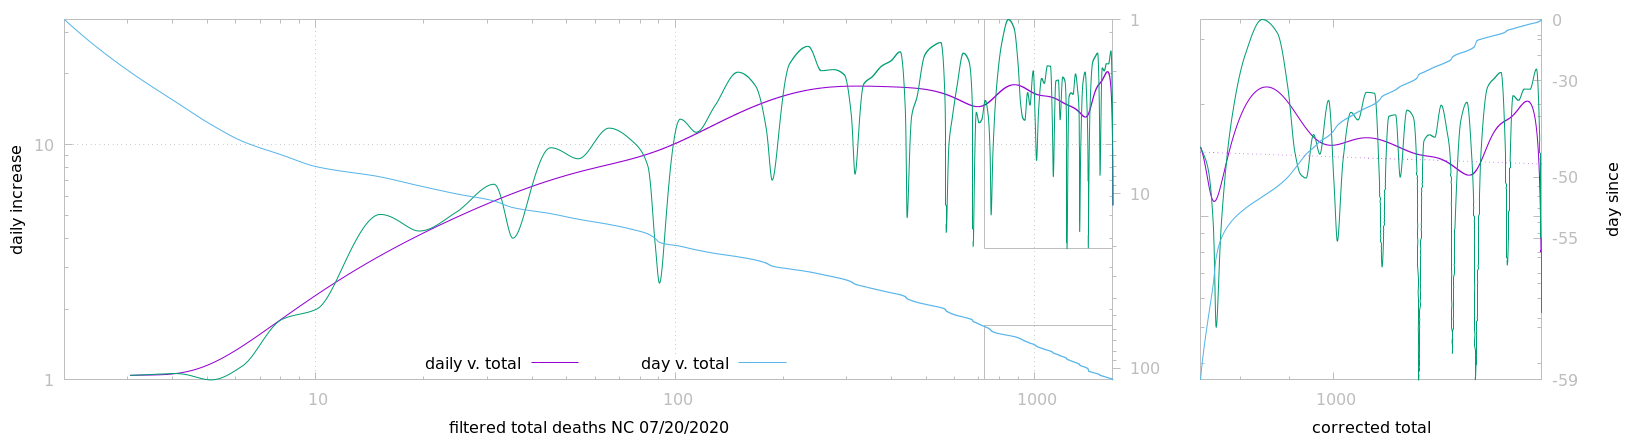 daily increase
10
1
10
100
1000
filtered total deaths NC 07/20/2020
daily v. total
day v. total
1
10
100
1000
corrected total
0
-30
-50
-55
-59
day since